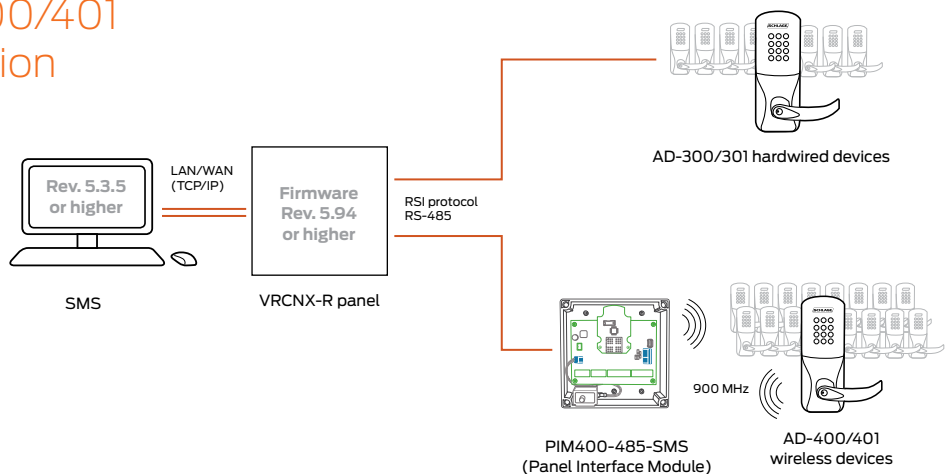 00/401
ion
SCHLAGE
AD-300/301 hardwired devices
Rev. 5.3.5
or higher
LAN/WAN
(TCP/IP)
Firmware
Rev. 5.94
or higher
RSI protocol
RS-485
SMS
VRCNX-R panel
SCHLAGE
900 MHz
PIM400-485-SMS
(Panel Interface Module)
AD-400/401
wireless devices